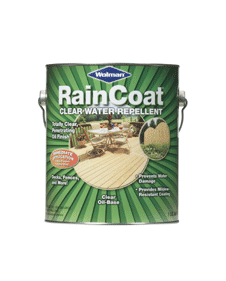 Wolman
RainCoat
CLEAR WATER REPELLENT
Totally Clear,
Penetrating
Oil Finish
Decks, Fences,
and More!
Clear
Oil-Base
• Prevents Water
Damage
• Provides Mildew-
Resistant Coating